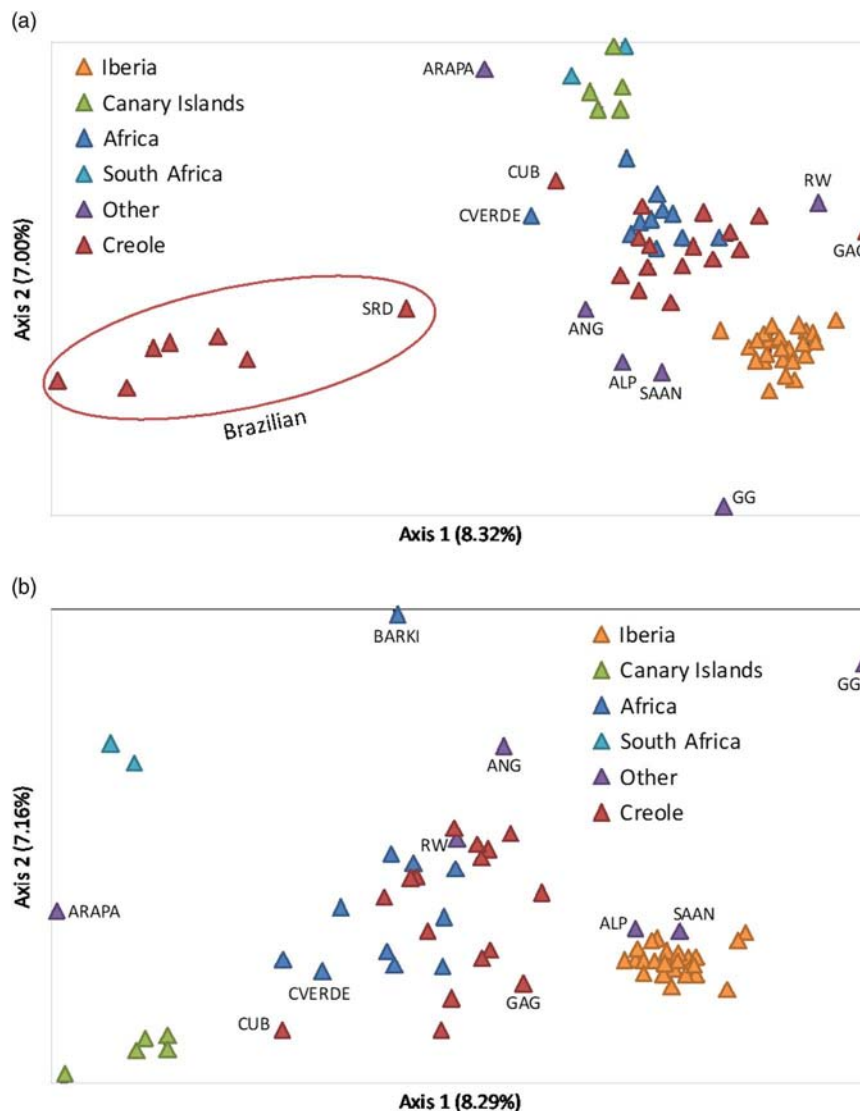 (a)
Iberia
Canary Islands
Africa
South Africa
Other
Creole
ARAPA
CUB
CVERDE
RW
GAG
SRD
ANG
ALP
SAAN
Brazilian
GG
Axis 2 (7.00%)
Axis 1 (8.32%)
(b)
BARKI
Iberia
Canary Islands
Africa
South Africa
Other
Creole
GG
ANG
RW
ARAPA
ALP
SAAN
CVERDE
GAG
CUB
Axis 2 (7.16%)
Axis 1 (8.29%)